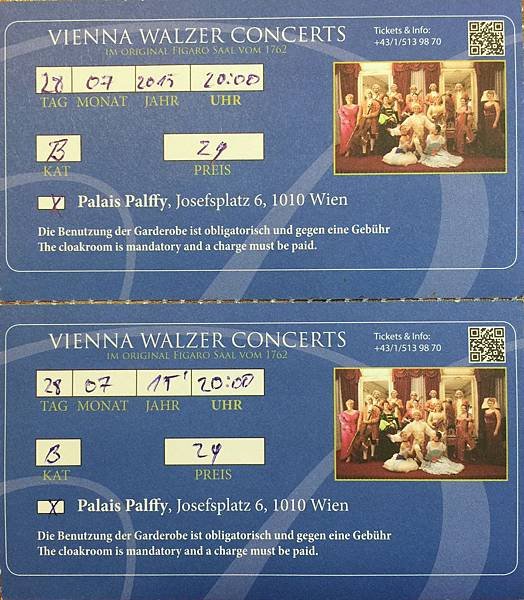 VIENNA WALZER CONCERTS
IM ORIGINAL FIGARO SAAL VOM 1762
Tickets & Info:
+43/1/513 98 70
28 07 2015 20:00
TAG MONAT JAHR UHR
B 29
KAT PREIS
X Palais Palffy, Josefsplatz 6, 1010 Wien
Die Benutzung der Garderobe ist obligatorisch und gegen eine Gebühr
The cloakroom is mandatory and a charge must be paid.
VIENNA WALZER CONCERTS
IM ORIGINAL FIGARO SAAL VOM 1762
Tickets & Info:
+43/1/513 98 70
28 07 15' 20:00
TAG MONAT JAHR UHR
B 29
KAT PREIS
X Palais Palffy, Josefsplatz 6, 1010 Wien
Die Benutzung der Garderobe ist obligatorisch und gegen eine Gebühr
The cloakroom is mandatory and a charge must be paid.